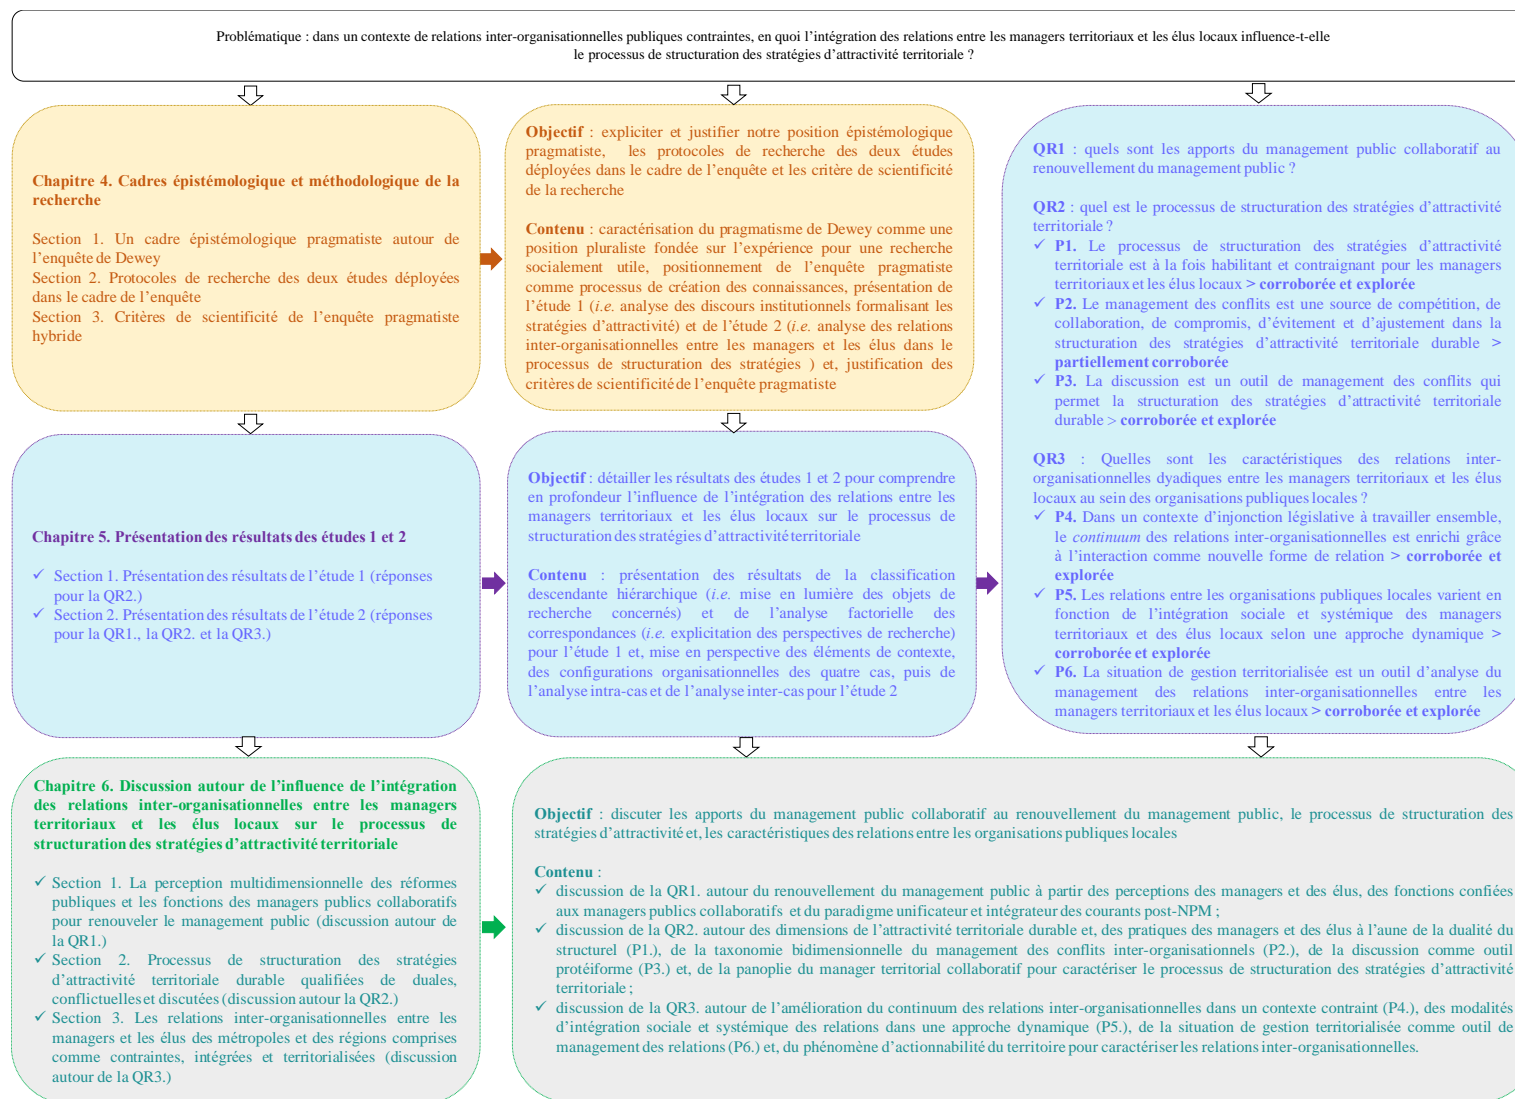 Problématique : dans un contexte de relations inter-organisationnelles publiques contraintes, en quoi l’intégration des relations entre les managers territoriaux et les élus locaux influence-t-elle
le processus de structuration des stratégies d’attractivité territoriale ?
Chapitre 4. Cadres épistémologique et méthodologique de la
recherche
Section 1. Un cadre épistémologique pragmatiste autour de
l’enquête de Dewey
Section 2. Protocoles de recherche des deux études déployées
dans le cadre de l’enquête
Section 3. Critères de scientificité de l’enquête pragmatiste
hybride
Objectif : expliciter et justifier notre position épistémologique
pragmatiste, les protocoles de recherche des deux études
déployées dans le cadre de l’enquête et les critère de scientificité
de la recherche
Contenu : caractérisation du pragmatisme de Dewey comme une
position pluraliste fondée sur l’expérience pour une recherche
socialement utile, positionnement de l’enquête pragmatiste
comme processus de création des connaissances, présentation de
l’étude 1 (i.e. analyse des discours institutionnels formalisant les
stratégies d’attractivité) et de l’étude 2 (i.e. analyse des relations
inter-organisationnelles entre les managers et les élus dans le
processus de structuration des stratégies ) et, justification des
critères de scientificité de l’enquête pragmatiste
QR1 : quels sont les apports du management public collaboratif au
renouvellement du management public ?
QR2 : quel est le processus de structuration des stratégies d’attractivité
territoriale ?
✓ P1. Le processus de structuration des stratégies d’attractivité
territoriale est à la fois habilitant et contraignant pour les managers
territoriaux et les élus locaux > corroborée et explorée
✓ P2. Le management des conflits est une source de compétition, de
collaboration, de compromis, d’évitement et d’ajustement dans la
structuration des stratégies d’attractivité territoriale durable >
partiellement corroborée
✓ P3. La discussion est un outil de management des conflits qui
permet la structuration des stratégies d’attractivité territoriale
durable > corroborée et explorée
QR3 : Quelles sont les caractéristiques des relations inter-
organisationnelles dyadiques entre les managers territoriaux et les élus
locaux au sein des organisations publiques locales ?
✓ P4. Dans un contexte d’injonction législative à travailler ensemble,
le continuum des relations inter-organisationnelles est enrichi grâce
à l’interaction comme nouvelle forme de relation > corroborée et
explorée
✓ P5. Les relations entre les organisations publiques locales varient en
fonction de l’intégration sociale et systémique des managers
territoriaux et des élus locaux selon une approche dynamique >
corroborée et explorée
✓ P6. La situation de gestion territorialisée est un outil d’analyse du
management des relations inter-organisationnelles entre les
managers territoriaux et les élus locaux > corroborée et explorée
Chapitre 5. Présentation des résultats des études 1 et 2
✓ Section 1. Présentation des résultats de l’étude 1 (réponses
pour la QR2.)
✓ Section 2. Présentation des résultats de l’étude 2 (réponses
pour la QR1., la QR2. et la QR3.)
Objectif : détailler les résultats des études 1 et 2 pour comprendre
en profondeur l’influence de l’intégration des relations entre les
managers territoriaux et les élus locaux sur le processus de
structuration des stratégies d’attractivité territoriale
Contenu : présentation des résultats de la classification
descendante hiérarchique (i.e. mise en lumière des objets de
recherche concernés) et de l’analyse factorielle des
correspondances (i.e. explicitation des perspectives de recherche)
pour l’étude 1 et, mise en perspective des éléments de contexte,
des configurations organisationnelles des quatre cas, puis de
l’analyse intra-cas et de l’analyse inter-cas pour l’étude 2
Chapitre 6. Discussion autour de l’influence de l’intégration
des relations inter-organisationnelles entre les managers
territoriaux et les élus locaux sur le processus de
structuration des stratégies d’attractivité territoriale
✓ Section 1. La perception multidimensionnelle des réformes
publiques et les fonctions des managers publics collaboratifs
pour renouveler le management public (discussion autour de
la QR1.)
✓ Section 2. Processus de structuration des stratégies
d’attractivité territoriale durable qualifiées de duales,
conflictuelles et discutées (discussion autour la QR2.)
✓ Section 3. Les relations inter-organisationnelles entre les
managers et les élus des métropoles et des régions comprises
comme contraintes, intégrées et territorialisées (discussion
autour de la QR3.)
Objectif : discuter les apports du management public collaboratif au renouvellement du management public, le processus de structuration des
stratégies d’attractivité et, les caractéristiques des relations entre les organisations publiques locales
Contenu :
✓ discussion de la QR1. autour du renouvellement du management public à partir des perceptions des managers et des élus, des fonctions confiées
aux managers publics collaboratifs et du paradigme unificateur et intégrateur des courants post-NPM ;
✓ discussion de la QR2. autour des dimensions de l’attractivité territoriale durable et, des pratiques des managers et des élus à l’aune de la dualité du
structurel (P1.), de la taxonomie bidimensionnelle du management des conflits inter-organisationnels (P2.), de la discussion comme outil
protéiforme (P3.) et, de la panoplie du manager territorial collaboratif pour caractériser le processus de structuration des stratégies d’attractivité
territoriale ;
✓ discussion de la QR3. autour de l’amélioration du continuum des relations inter-organisationnelles dans un contexte contraint (P4.), des modalités
d’intégration sociale et systémique des relations dans une approche dynamique (P5.), de la situation de gestion territorialisée comme outil de
management des relations (P6.) et, du phénomène d’actionnabilité du territoire pour caractériser les relations inter-organisationnelles.